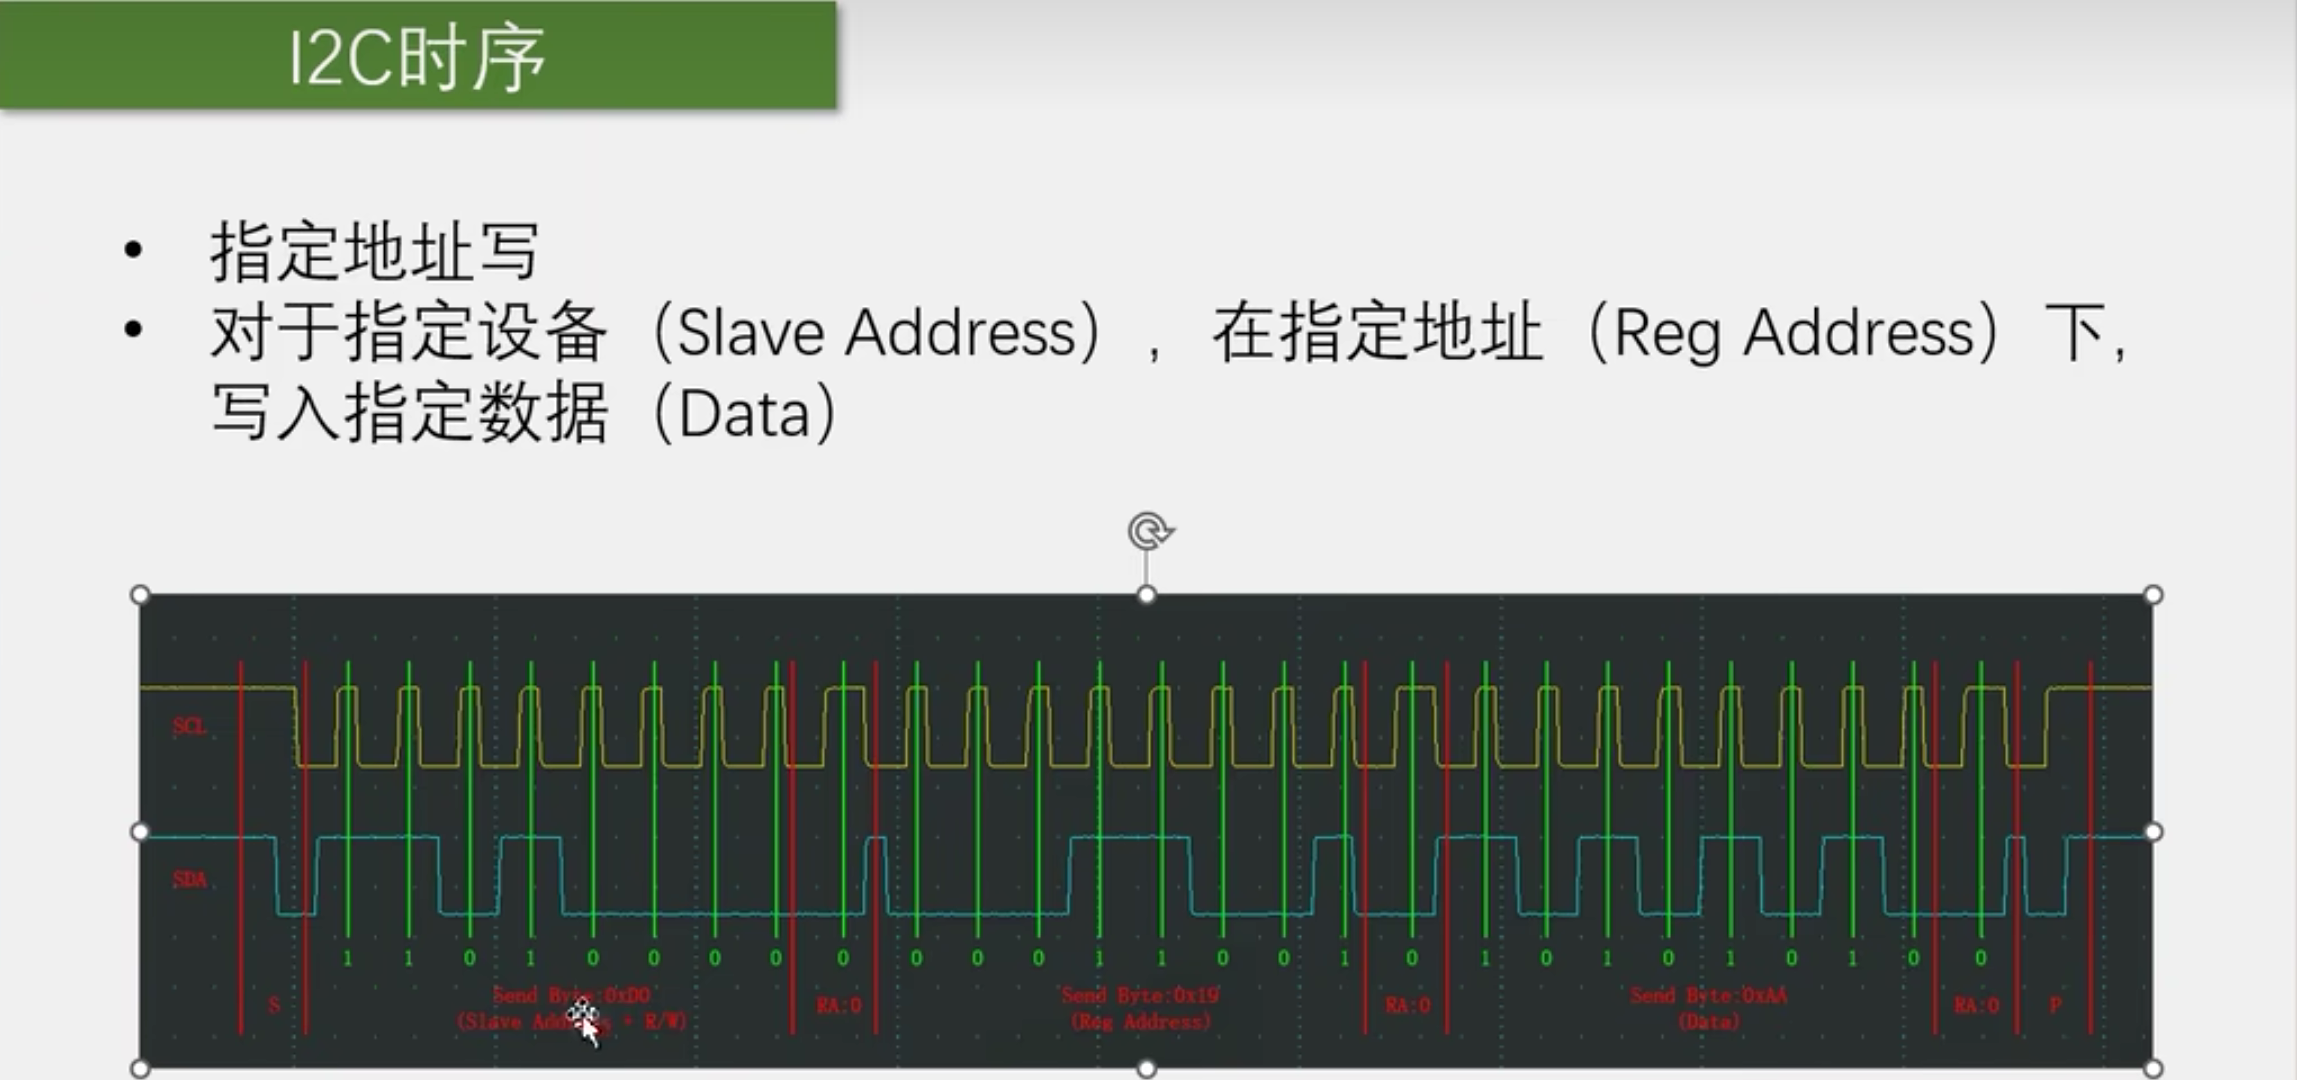 I2C时序
• 指定地址写
• 对于指定设备（Slave Address），在指定地址（Reg Address）下，
写入指定数据（Data）
SCL
SDA
1 1 0 1 0 0 0 0 0 0 0 0 1 1 0 0 1 0 1 0 1 0 1 0 1 0 0
S Send Byte:0xD0 RA:0 Send Byte:0x19 RA:0 Send Byte:0xAA RA:0 P
(Slave Address + R/W) (Reg Address) (Data)